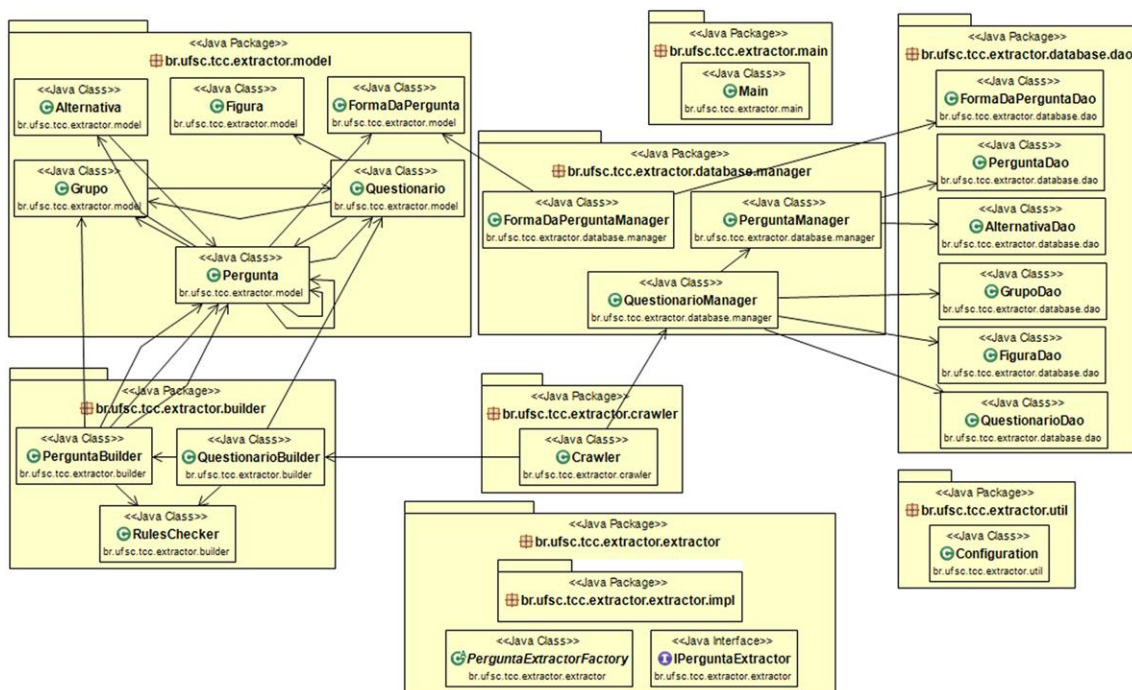 <<Java Package>>
br.ufsc.tcc.extractor.model
<<Java Class>>
Alternativa
br.ufsc.tcc.extractor.model
<<Java Class>>
Figura
br.ufsc.tcc.extractor.model
<<Java Class>>
FormaDaPergunta
br.ufsc.tcc.extractor.model
<<Java Class>>
Grupo
br.ufsc.tcc.extractor.model
<<Java Class>>
Questionario
br.ufsc.tcc.extractor.model
<<Java Class>>
Pergunta
br.ufsc.tcc.extractor.model
<<Java Package>>
br.ufsc.tcc.extractor.main
<<Java Class>>
Main
br.ufsc.tcc.extractor.main
<<Java Package>>
br.ufsc.tcc.extractor.database.manager
<<Java Class>>
FormaDaPerguntaManager
br.ufsc.tcc.extractor.database.manager
<<Java Class>>
PerguntaManager
br.ufsc.tcc.extractor.database.manager
<<Java Class>>
QuestionarioManager
br.ufsc.tcc.extractor.database.manager
<<Java Package>>
br.ufsc.tcc.extractor.database.dao
<<Java Class>>
FormaDaPerguntaDao
br.ufsc.tcc.extractor.database.dao
<<Java Class>>
PerguntaDao
br.ufsc.tcc.extractor.database.dao
<<Java Class>>
AlternativaDao
br.ufsc.tcc.extractor.database.dao
<<Java Class>>
GrupoDao
br.ufsc.tcc.extractor.database.dao
<<Java Class>>
FiguraDao
br.ufsc.tcc.extractor.database.dao
<<Java Class>>
QuestionarioDao
br.ufsc.tcc.extractor.database.dao
<<Java Package>>
br.ufsc.tcc.extractor.builder
<<Java Class>>
PerguntaBuilder
br.ufsc.tcc.extractor.builder
<<Java Class>>
QuestionarioBuilder
br.ufsc.tcc.extractor.builder
<<Java Class>>
RulesChecker
br.ufsc.tcc.extractor.builder
<<Java Package>>
br.ufsc.tcc.extractor.crawler
<<Java Class>>
Crawler
br.ufsc.tcc.extractor.crawler
<<Java Package>>
br.ufsc.tcc.extractor.extractor
<<Java Package>>
br.ufsc.tcc.extractor.extractor.impl
<<Java Class>>
PerguntaExtractorFactory
br.ufsc.tcc.extractor.extractor
<<Java Interface>>
IPerguntaExtractor
br.ufsc.tcc.extractor.extractor
<<Java Package>>
br.ufsc.tcc.extractor.util
<<Java Class>>
Configuration
br.ufsc.tcc.extractor.util